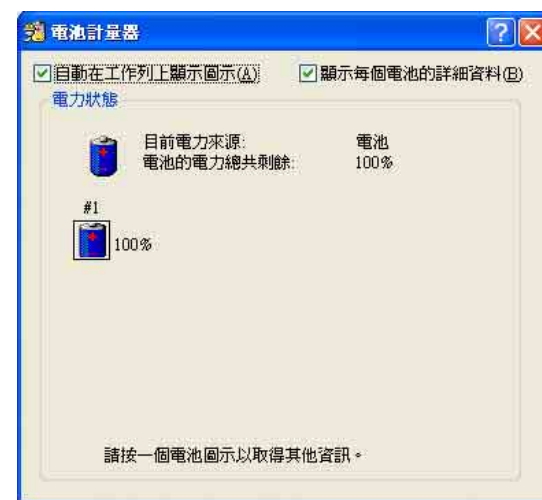 電池計量器
自動在工作列上顯示圖示(A) 顯示每個電池的詳細資料(B)
電力狀態
目前電力來源: 電池
電池的電力總共剩餘: 100%
#1
100%
請按一個電池圖示以取得其他資訊。